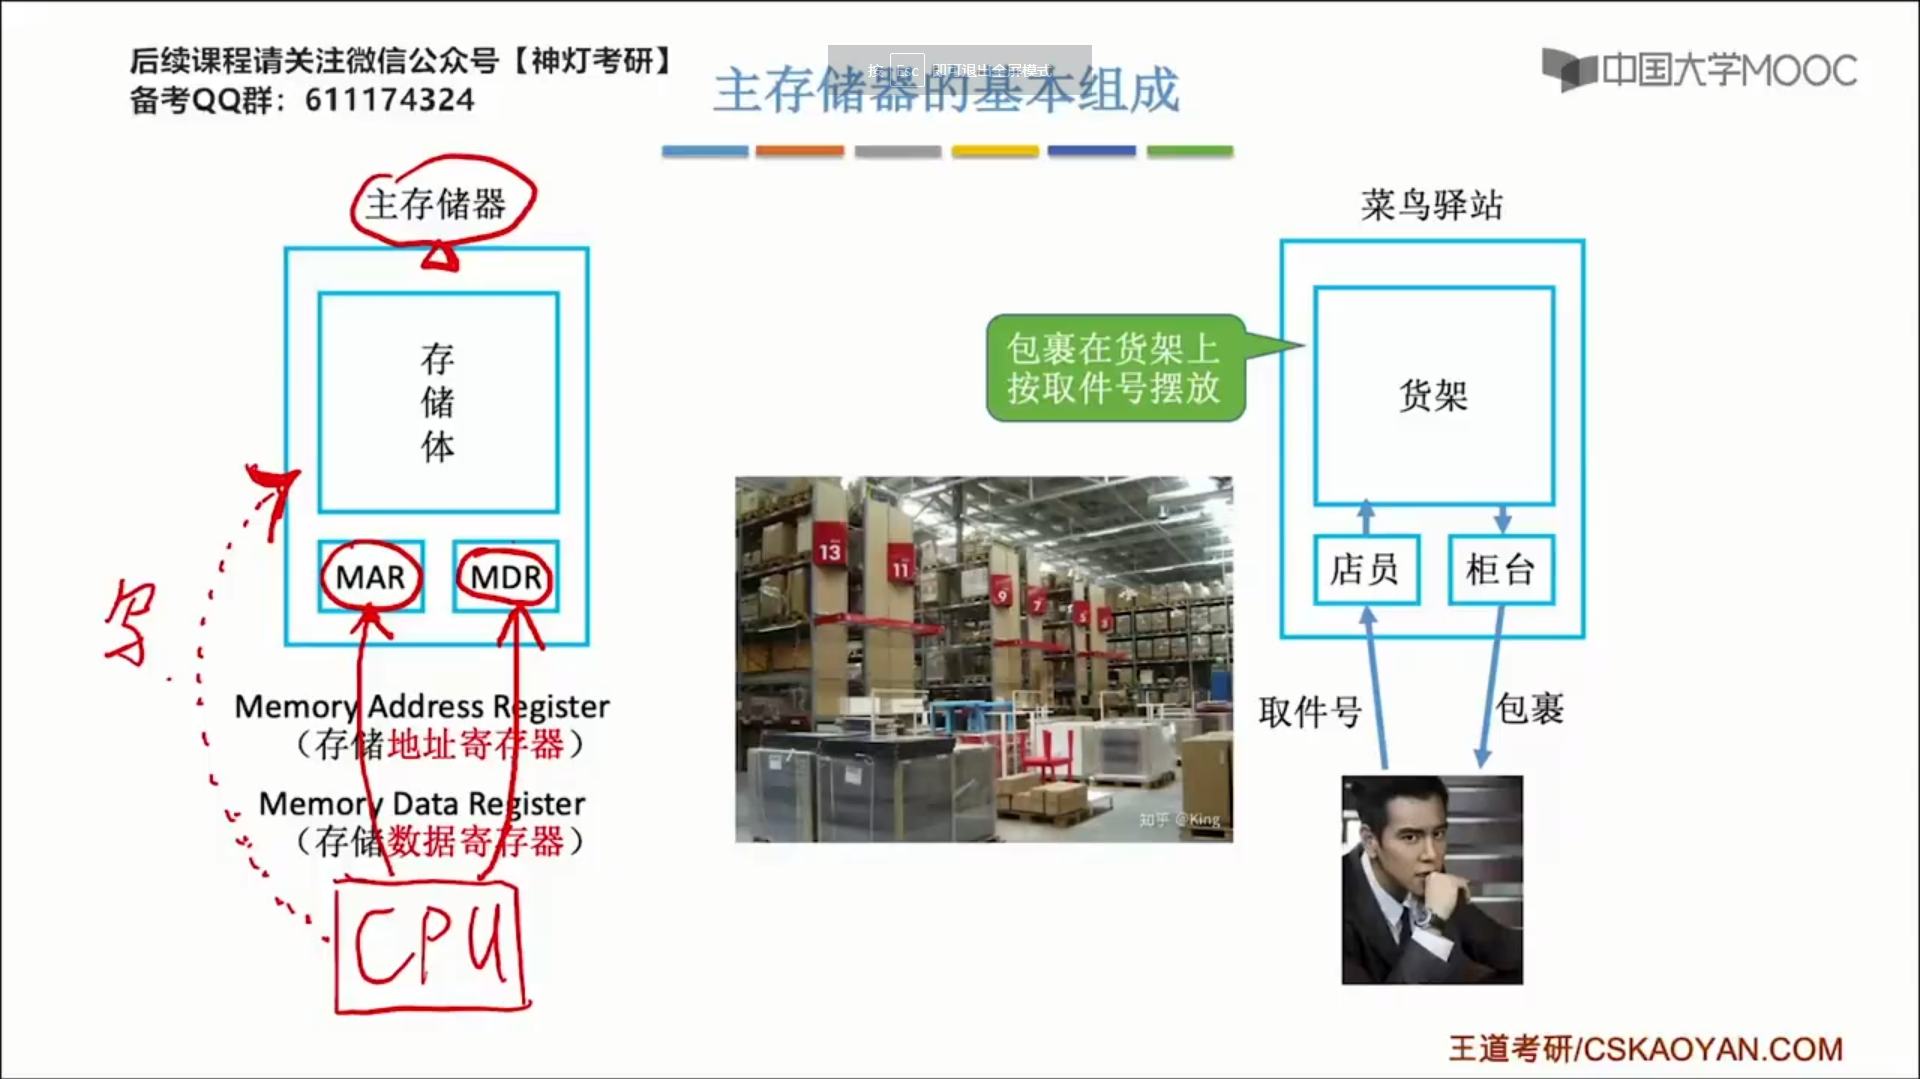 后续课程请关注微信公众号【神灯考研】
备考QQ群：611174324
按 Esc 即可退出全屏模式
主存储器的基本组成
中国大学MOOC
主存储器
存
储
体
MAR
MDR
写
Memory Address Register
（存储地址寄存器）
Memory Data Register
（存储数据寄存器）
CPU
包裹在货架上
按取件号摆放
13
11
9
7
5
3
知乎 @King
菜鸟驿站
货架
店员
柜台
取件号
包裹
王道考研/CSKAOYAN.COM